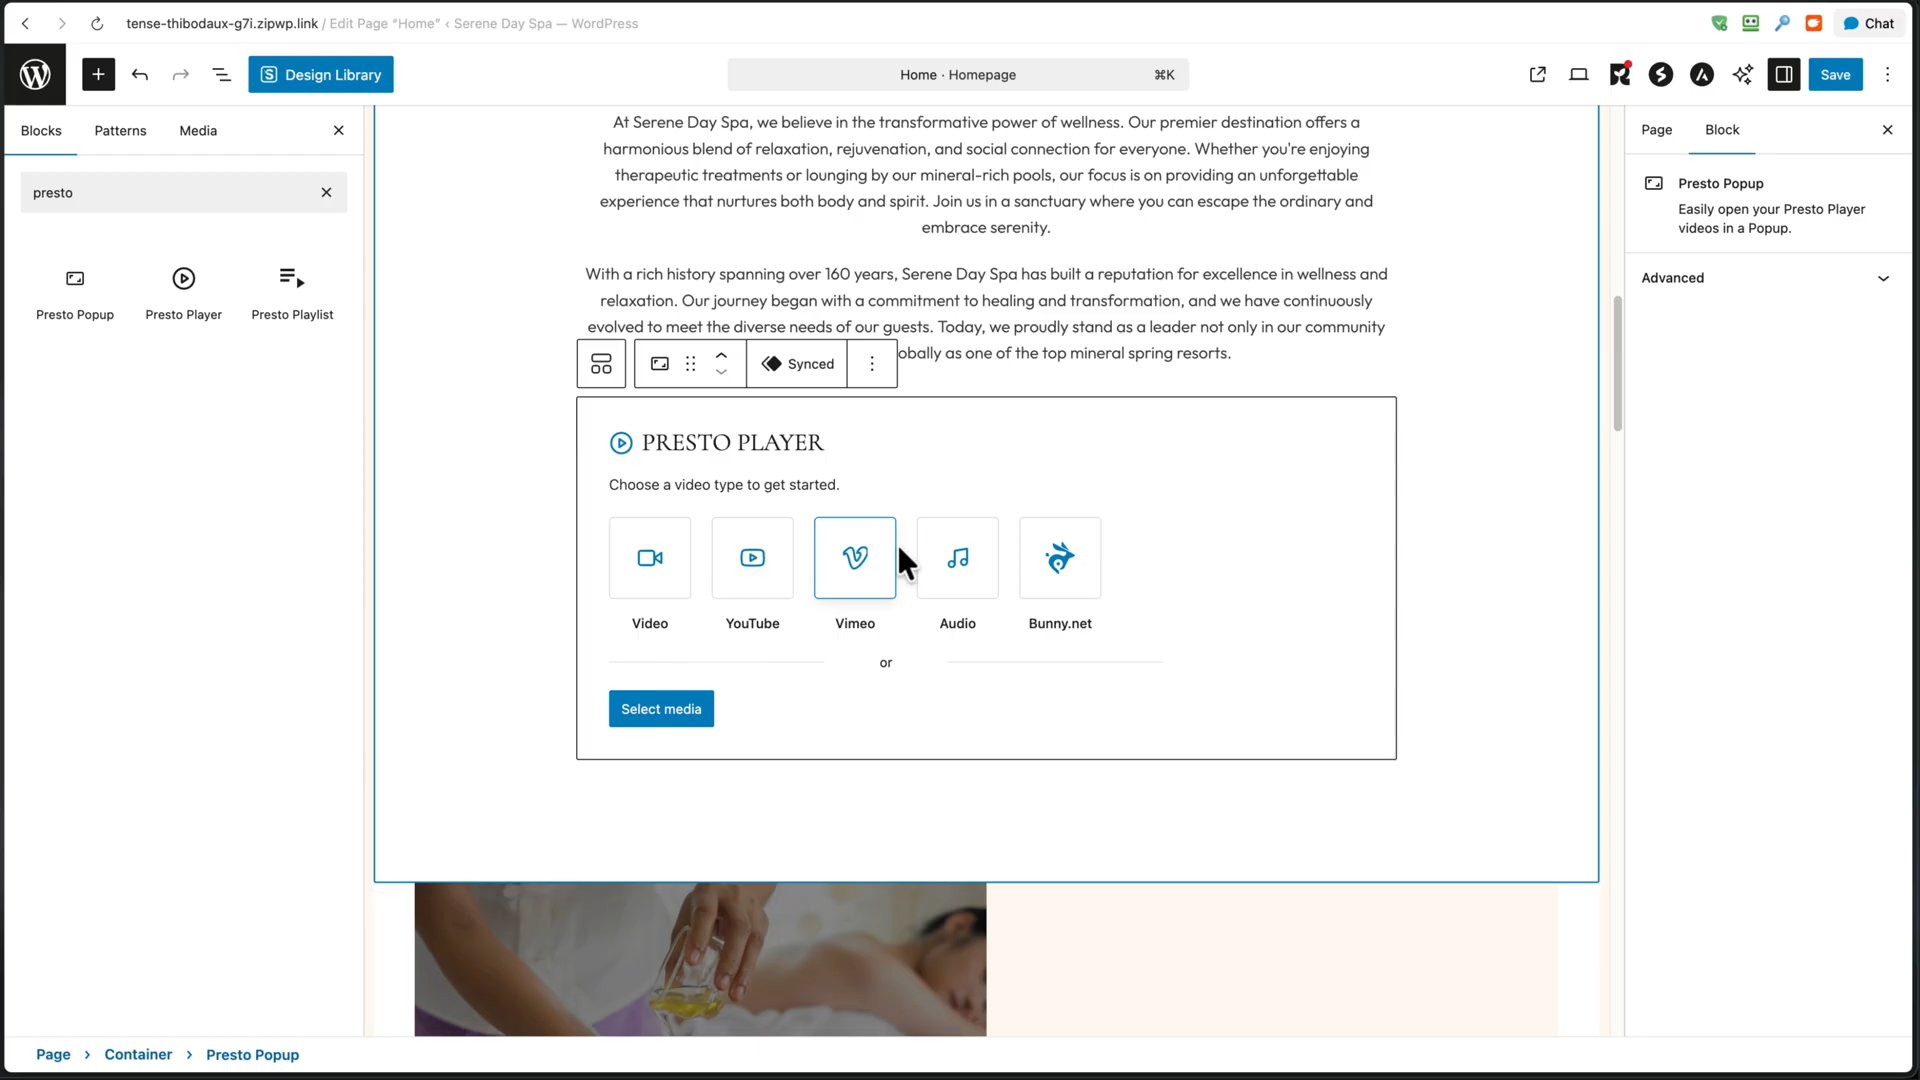 tense-thibodaux-g7i.zipwp.link / Edit Page “Home” ‹ Serene Day Spa — WordPress
Chat
Design Library
Home · Homepage
⌘K
Save
Blocks
Patterns
Media
presto
Presto Popup
Presto Player
Presto Playlist
At Serene Day Spa, we believe in the transformative power of wellness. Our premier destination offers a
harmonious blend of relaxation, rejuvenation, and social connection for everyone. Whether you're enjoying
therapeutic treatments or lounging by our mineral-rich pools, our focus is on providing an unforgettable
experience that nurtures both body and spirit. Join us in a sanctuary where you can escape the ordinary and
embrace serenity.
With a rich history spanning over 160 years, Serene Day Spa has built a reputation for excellence in wellness and
relaxation. Our journey began with a commitment to healing and transformation, and we have continuously
evolved to meet the diverse needs of our guests. Today, we proudly stand as a leader not only in our community
obally as one of the top mineral spring resorts.
Synced
PRESTO PLAYER
Choose a video type to get started.
Video
YouTube
Vimeo
Audio
Bunny.net
or
Select media
Page
Block
Presto Popup
Easily open your Presto Player
videos in a Popup.
Advanced
Page › Container › Presto Popup